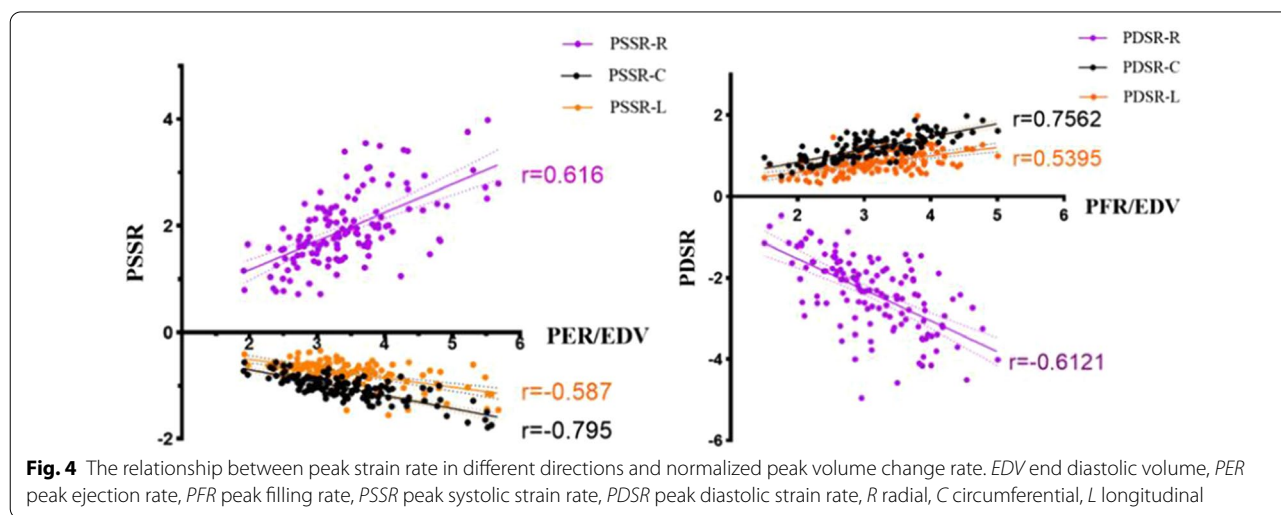 PSSR-R
PSSR-C
PSSR-L
4
2
0
-2
PSSR
2
3
4
5
6
PER/EDV
r=0.616
r=-0.587
r=-0.795
PDSR-R
PDSR-C
PDSR-L
2
0
-2
-4
-6
PDSR
2
3
4
5
6
PFR/EDV
r=0.7562
r=0.5395
r=-0.6121
Fig. 4 The relationship between peak strain rate in different directions and normalized peak volume change rate. EDV end diastolic volume, PER
peak ejection rate, PFR peak filling rate, PSSR peak systolic strain rate, PDSR peak diastolic strain rate, R radial, C circumferential, L longitudinal